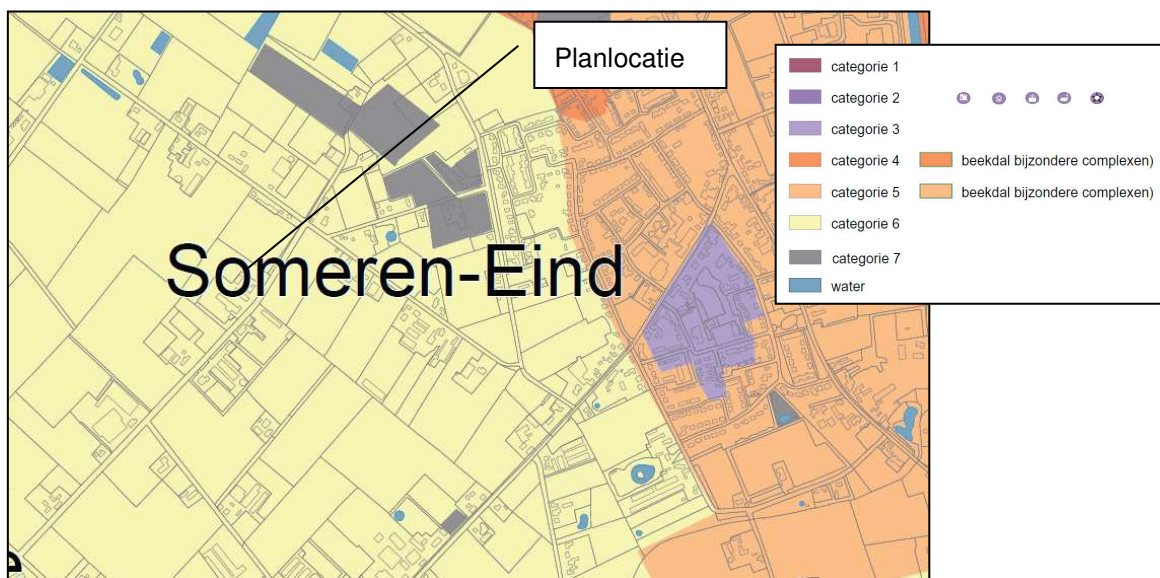 Planlocatie
categorie 1
categorie 2
categorie 3
categorie 4
beekdal bijzondere complexen)
categorie 5
beekdal bijzondere complexen)
categorie 6
categorie 7
water
Someren-Eind
e